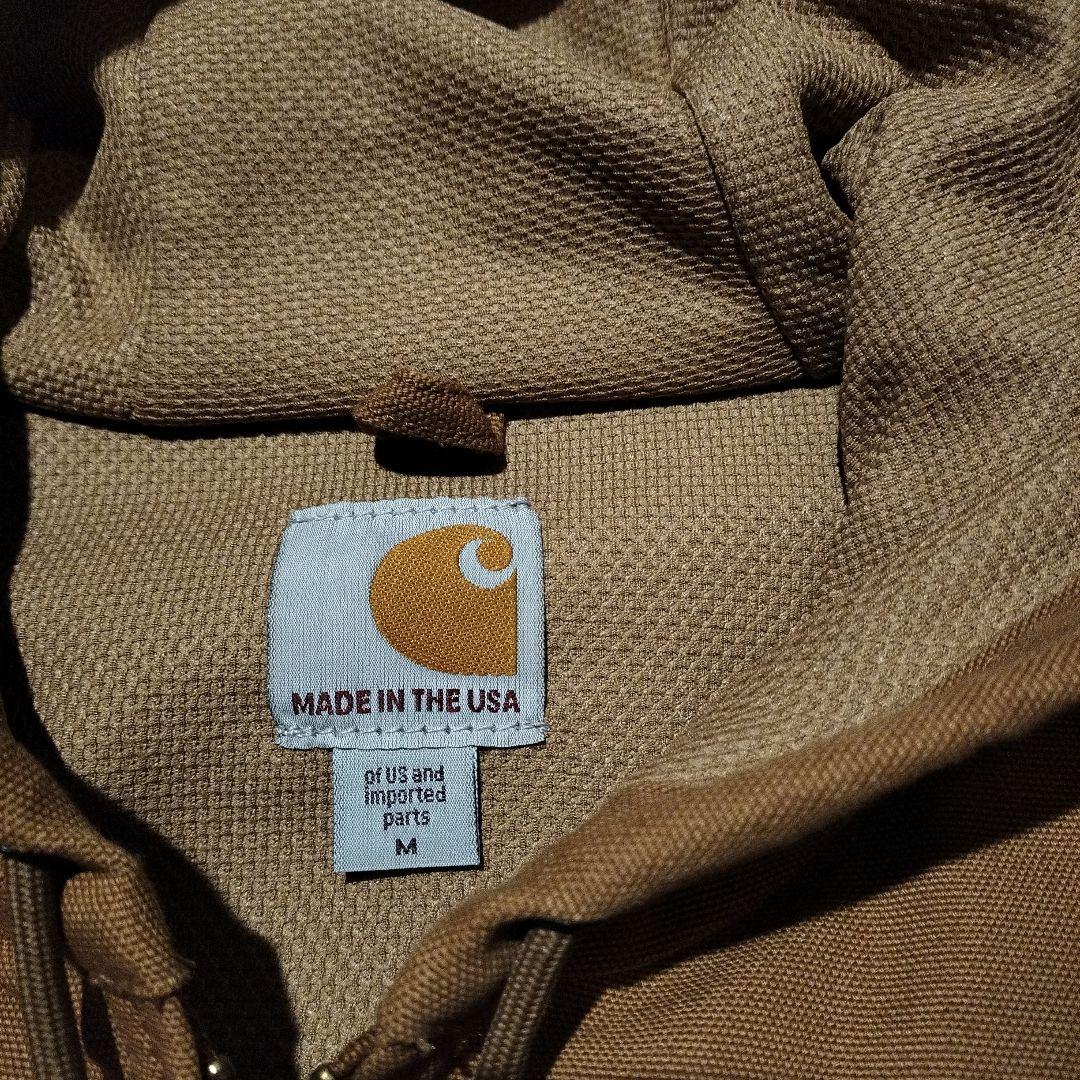 MADE IN THE USA
of US and
imported
parts
M